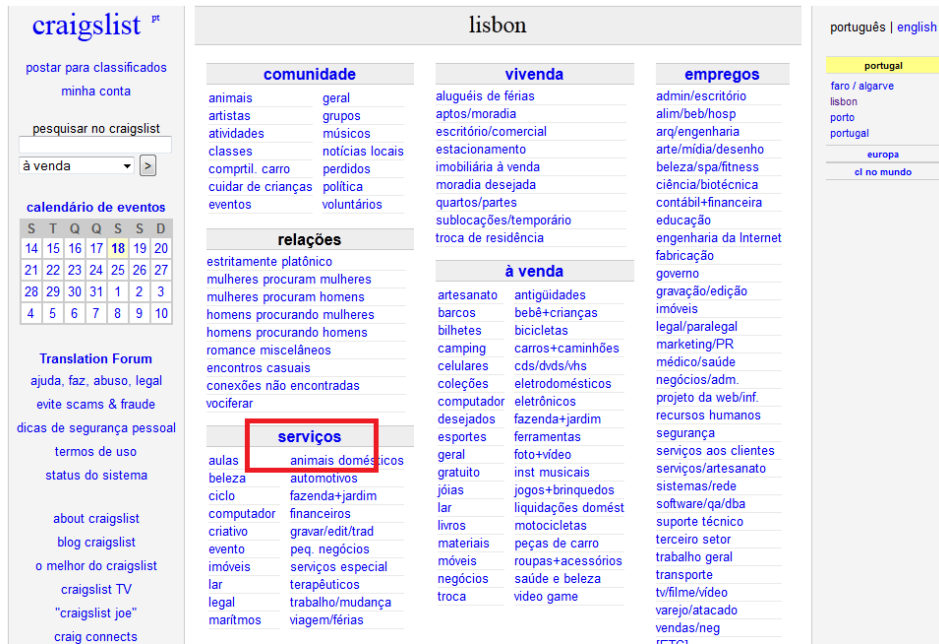 craigslist pt
postar para classificados
minha conta
pesquisar no craigslist
à venda >
calendário de eventos
S T Q Q S S D
14 15 16 17 18 19 20
21 22 23 24 25 26 27
28 29 30 31 1 2 3
4 5 6 7 8 9 10
Translation Forum
ajuda, faz, abuso, legal
evite scams & fraude
dicas de segurança pessoal
termos de uso
status do sistema
about craigslist
blog craigslist
o melhor do craigslist
craigslist TV
"craigslist joe"
craig connects
lisbon
comunidade
animais geral
artistas grupos
atividades músicos
classes notícias locais
comprtil. carro perdidos
cuidar de crianças política
eventos voluntários
relações
estritamente platônico
mulheres procuram mulheres
mulheres procuram homens
homens procurando mulheres
homens procurando homens
romance misceláneos
encontros casuais
conexões não encontradas
vociferar
serviços
aulas animais domésticos
beleza automotivos
ciclo fazenda+jardim
computador financeiros
criativo gravar/edit/trad
evento peq. negócios
imóveis serviços especial
lar terapêuticos
legal trabalho/mudança
marítmos viagem/férias
vivenda
aluguéis de férias
aptos/moradia
escritório/comercial
estacionamento
imobiliária à venda
moradia desejada
quartos/partes
sublocações/temporário
troca de residência
à venda
artesanato antigüidades
barcos bebê+crianças
bilhetes bicicletas
camping carros+caminhões
celulares cds/dvds/vhs
coleções eletrodomésticos
computador eletrônicos
desejados fazenda+jardim
esportes ferramentas
geral foto+vídeo
gratuito inst musicais
jóias jogos+brinquedos
lar liquidações domést
livros motocicletas
materiais peças de carro
móveis roupas+acessórios
negócios saúde e beleza
troca video game
empregos
admin/escritório
alim/beb/hosp
arq/engenharia
arte/mídia/desenho
beleza/spa/fitness
ciência/biotécnica
contábil+financeira
educação
engenharia da Internet
fabricação
governo
gravação/edição
imóveis
legal/paralegal
marketing/PR
médico/saúde
negócios/adm.
projeto da web/inf.
recursos humanos
segurança
serviços aos clientes
serviços/artesanato
sistemas/rede
software/qa/dba
suporte técnico
terceiro setor
trabalho geral
transporte
tv/filme/vídeo
varejo/atacado
vendas/neg
[ETC]
português | english
portugal
faro / algarve
lisbon
porto
portugal
europa
cl no mundo